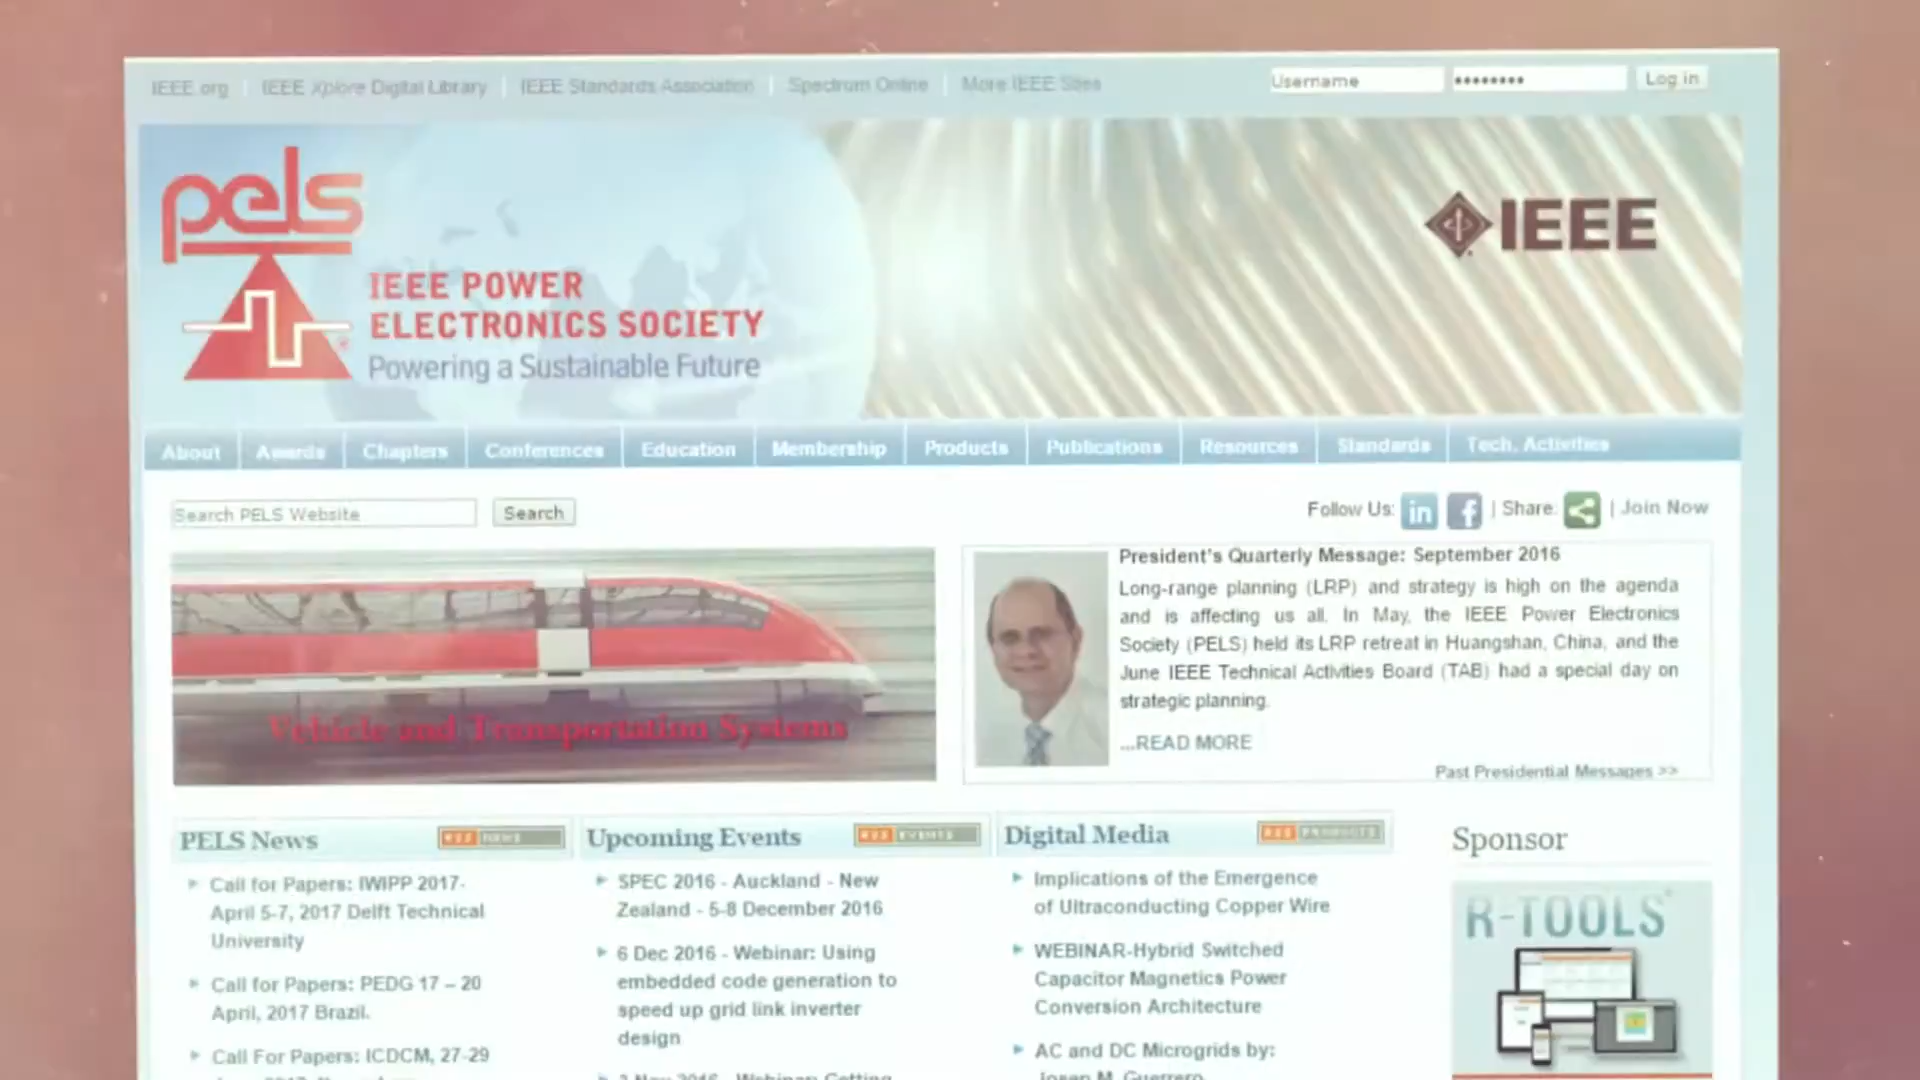 IEEE.org | IEEE Xplore Digital Library | IEEE Standards Association | Spectrum Online | More IEEE Sites
Username •••••••• Log in
pels
IEEE POWER
ELECTRONICS SOCIETY
Powering a Sustainable Future
IEEE
About Awards Chapters Conferences Education Membership Products Publications Resources Standards Tech. Activities
Search PELS Website Search
Follow Us: in f | Share: | Join Now
Vehicle and Transportation Systems
President's Quarterly Message: September 2016
Long-range planning (LRP) and strategy is high on the agenda
and is affecting us all. In May, the IEEE Power Electronics
Society (PELS) held its LRP retreat in Huangshan, China, and the
June IEEE Technical Activities Board (TAB) had a special day on
strategic planning.
...READ MORE
Past Presidential Messages >>
PELS News RSS NEWS
Call for Papers: IWIPP 2017-
April 5-7, 2017 Delft Technical
University
Call for Papers: PEDG 17 – 20
April, 2017 Brazil.
Call For Papers: ICDCM, 27-29
Upcoming Events RSS EVENTS
SPEC 2016 - Auckland - New
Zealand - 5-8 December 2016
6 Dec 2016 - Webinar: Using
embedded code generation to
speed up grid link inverter
design
Digital Media RSS PRODUCTS
Implications of the Emergence
of Ultraconducting Copper Wire
WEBINAR-Hybrid Switched
Capacitor Magnetics Power
Conversion Architecture
AC and DC Microgrids by:
Josep M. Guerrero
Sponsor
R-TOOLS